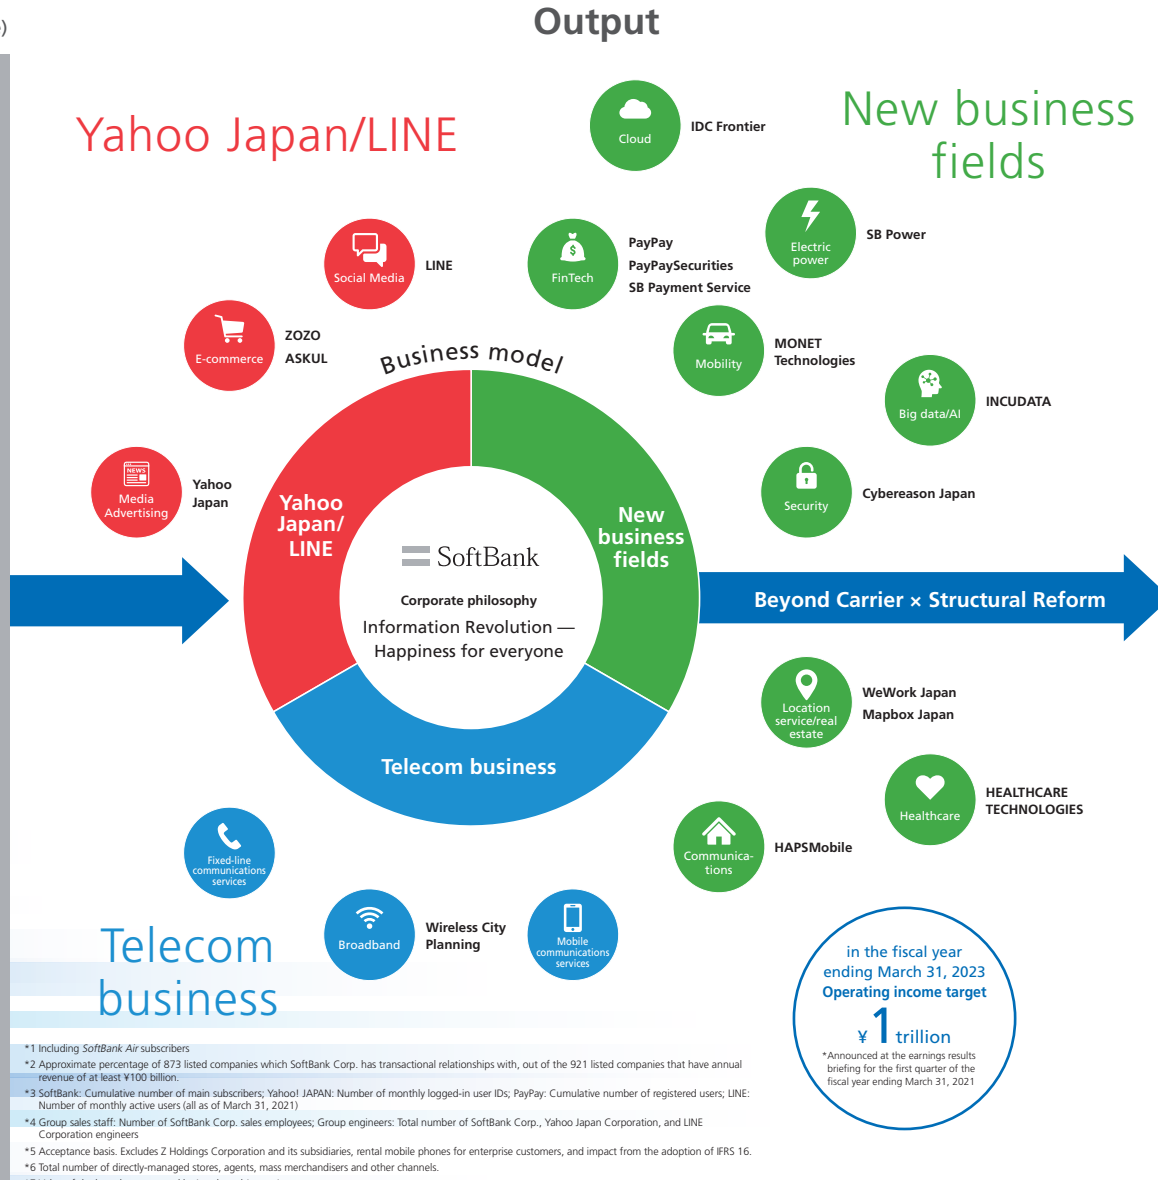 )
Output
Yahoo Japan/LINE
New business
fields
Cloud
IDC Frontier
Electric
power
SB Power
Social Media
LINE
FinTech
PayPay
PayPaySecurities
SB Payment Service
E-commerce
ZOZO
ASKUL
Mobility
MONET
Technologies
Big data/AI
INCUDATA
Media
Advertising
NEWS
Yahoo
Japan
Security
Cybereason Japan
Business model
Yahoo
Japan/
LINE
New
business
fields
SoftBank
Corporate philosophy
Information Revolution —
Happiness for everyone
Telecom business
Beyond Carrier × Structural Reform
Location
service/real
estate
WeWork Japan
Mapbox Japan
Healthcare
HEALTHCARE
TECHNOLOGIES
Communica-
tions
HAPSMobile
Fixed-line
communications
services
Broadband
Wireless City
Planning
Mobile
communications
services
Telecom
business
in the fiscal year
ending March 31, 2023
Operating income target
¥ 1 trillion
*Announced at the earnings results
briefing for the first quarter of the
fiscal year ending March 31, 2021
*1 Including SoftBank Air subscribers
*2 Approximate percentage of 873 listed companies which SoftBank Corp. has transactional relationships with, out of the 921 listed companies that have annual
revenue of at least ¥100 billion.
*3 SoftBank: Cumulative number of main subscribers; Yahoo! JAPAN: Number of monthly logged-in user IDs; PayPay: Cumulative number of registered users; LINE:
Number of monthly active users (all as of March 31, 2021)
*4 Group sales staff: Number of SoftBank Corp. sales employees; Group engineers: Total number of SoftBank Corp., Yahoo Japan Corporation, and LINE
Corporation engineers
*5 Acceptance basis. Excludes Z Holdings Corporation and its subsidiaries, rental mobile phones for enterprise customers, and impact from the adoption of IFRS 16.
*6 Total number of directly-managed stores, agents, mass merchandisers and other channels.